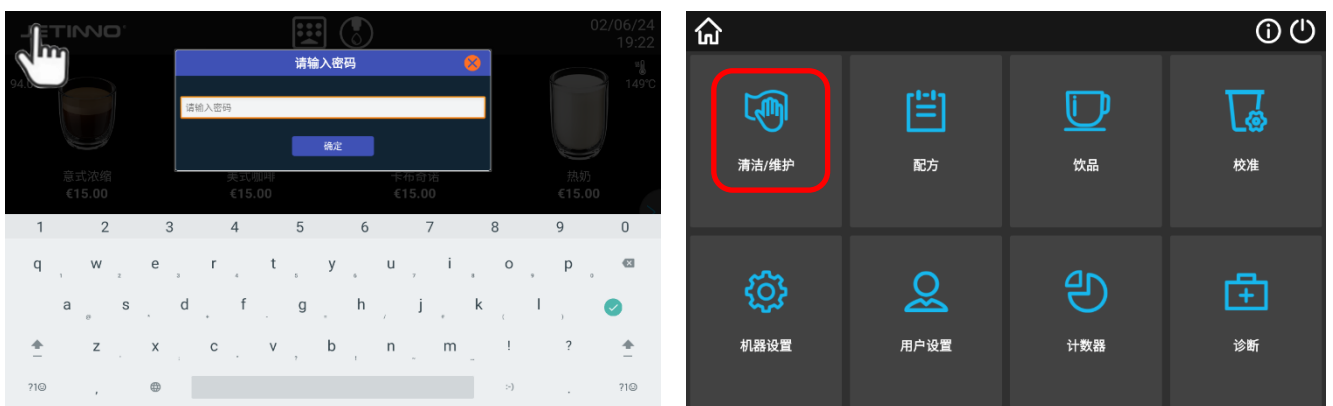 JETINNO
02/06/24
19:22
请输入密码
149°C
请输入密码
确定
意式浓缩
美式咖啡
卡布奇诺
热奶
€15.00
€15.00
€15.00
€15.00
1 2 3 4 5 6 7 8 9 0
q w e r t y u i o p
a s d f g h j k l
z x c v b n m ! ?
?1☺ , :-) . ?1☺
清洁/维护
配方
饮品
校准
机器设置
用户设置
计数器
诊断